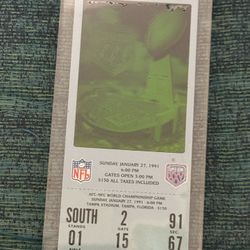 SUNDAY JANUARY 27, 1991
6:00 PM
GATES OPEN 3:00 PM
$150 ALL TAXES INCLUDED
NFL
AFC-NFC WORLD CHAMPIONSHIP GAME
SUNDAY JANUARY 27, 1991 - 6:00 PM
TAMPA STADIUM, TAMPA, FLORIDA $150
SOUTH 2 91
STANDS GATE SEC
01 15 67